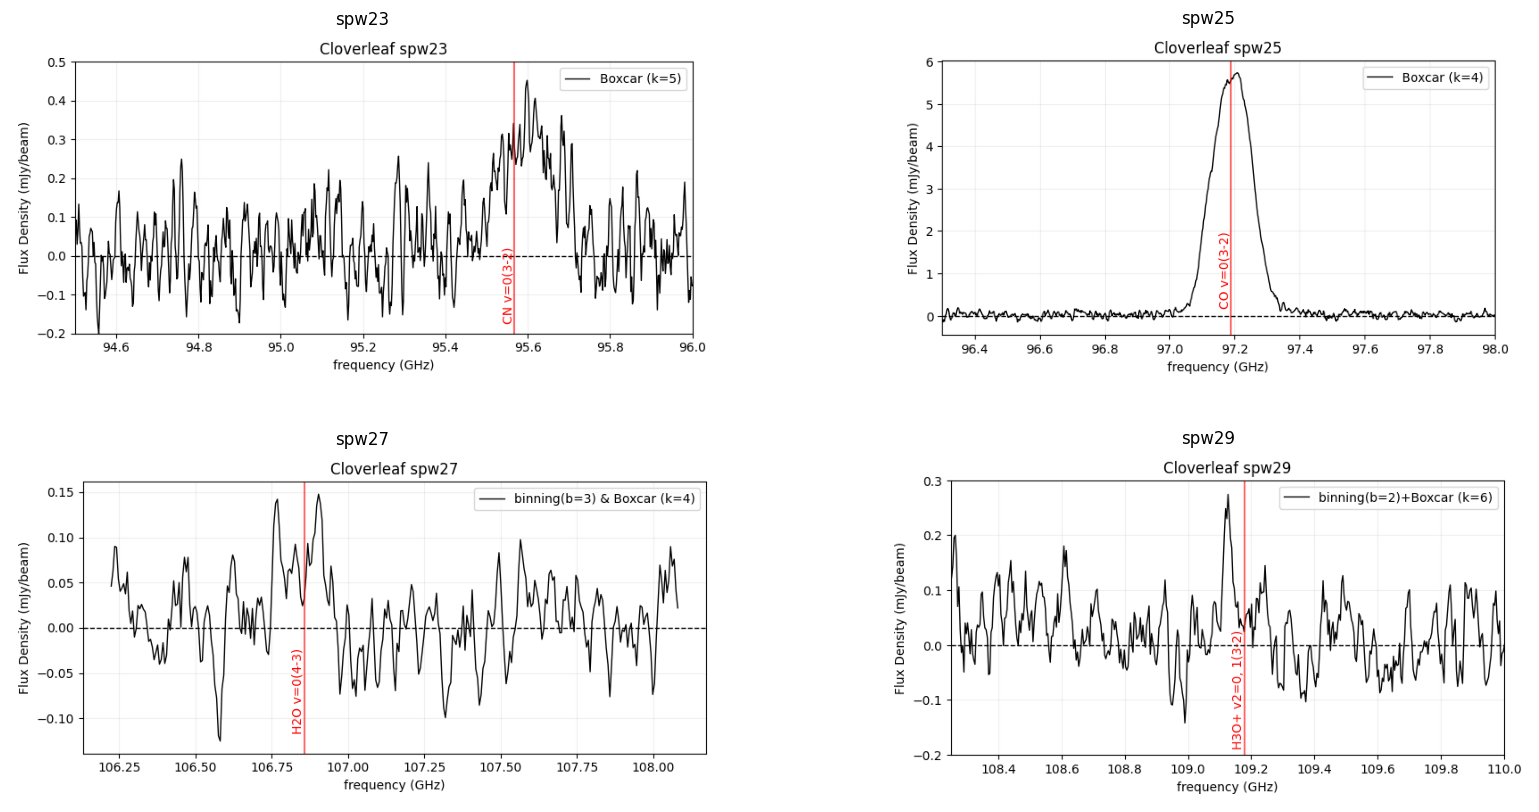 spw23
Cloverleaf spw23
Boxcar (k=5)
Flux Density (mJy/beam)
0.5
0.4
0.3
0.2
0.1
0.0
−0.1
−0.2
CN v=0(3-2)
94.6 94.8 95.0 95.2 95.4 95.6 95.8 96.0
frequency (GHz)
spw25
Cloverleaf spw25
Boxcar (k=4)
Flux Density (mJy/beam)
6
5
4
3
2
1
0
CO v=0(3-2)
96.4 96.6 96.8 97.0 97.2 97.4 97.6 97.8 98.0
frequency (GHz)
spw27
Cloverleaf spw27
binning(b=3) & Boxcar (k=4)
Flux Density (mJy/beam)
0.15
0.10
0.05
0.00
−0.05
−0.10
H2O v=0(4-3)
106.25 106.50 106.75 107.00 107.25 107.50 107.75 108.00
frequency (GHz)
spw29
Cloverleaf spw29
binning(b=2)+Boxcar (k=6)
Flux Density (mJy/beam)
0.3
0.2
0.1
0.0
−0.1
−0.2
H3O+ v2=0, 1(3-2)
108.4 108.6 108.8 109.0 109.2 109.4 109.6 109.8 110.0
frequency (GHz)